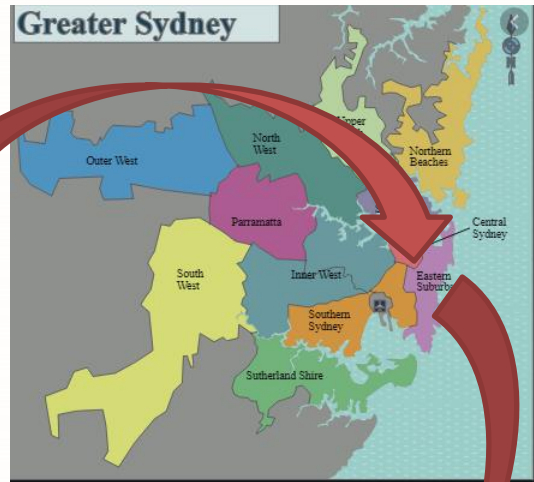 Greater Sydney
Upper
North
West
Northern
Beaches
Outer West
Parramatta
Central
Sydney
South
West
Inner West
Eastern
Suburbs
Southern
Sydney
Sutherland Shire